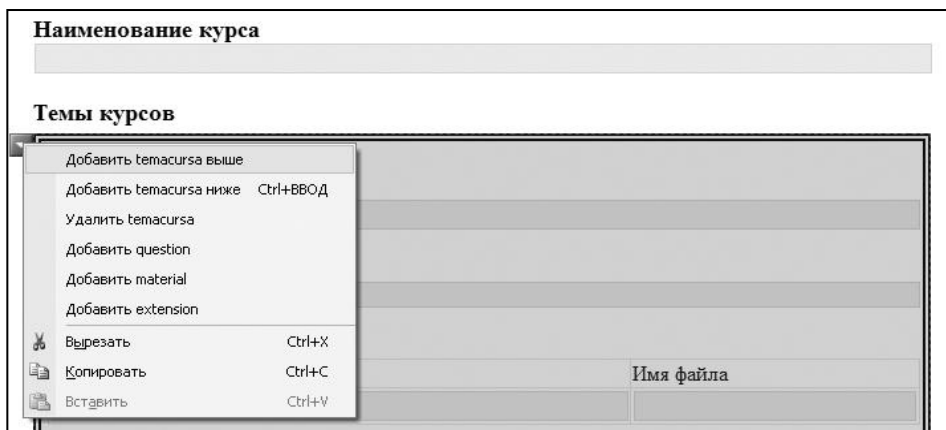 Наименование курса
Темы курсов
Добавить temacursa выше
Добавить temacursa ниже Ctrl+ВВОД
Удалить temacursa
Добавить question
Добавить material
Добавить extension
Вырезать Ctrl+X
Копировать Ctrl+C
Вставить Ctrl+V
Имя файла